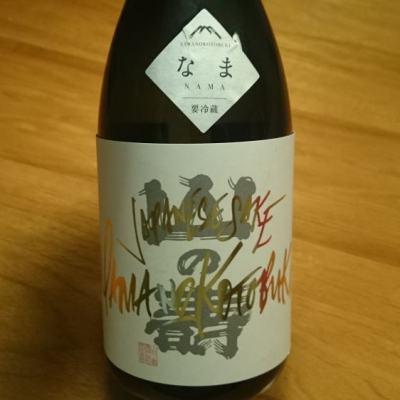 YAMANOKOTOBUKI
なま
NAMA
要冷蔵
JAPANESE SAKE
山の壽
YAMANOKOTOBUKI